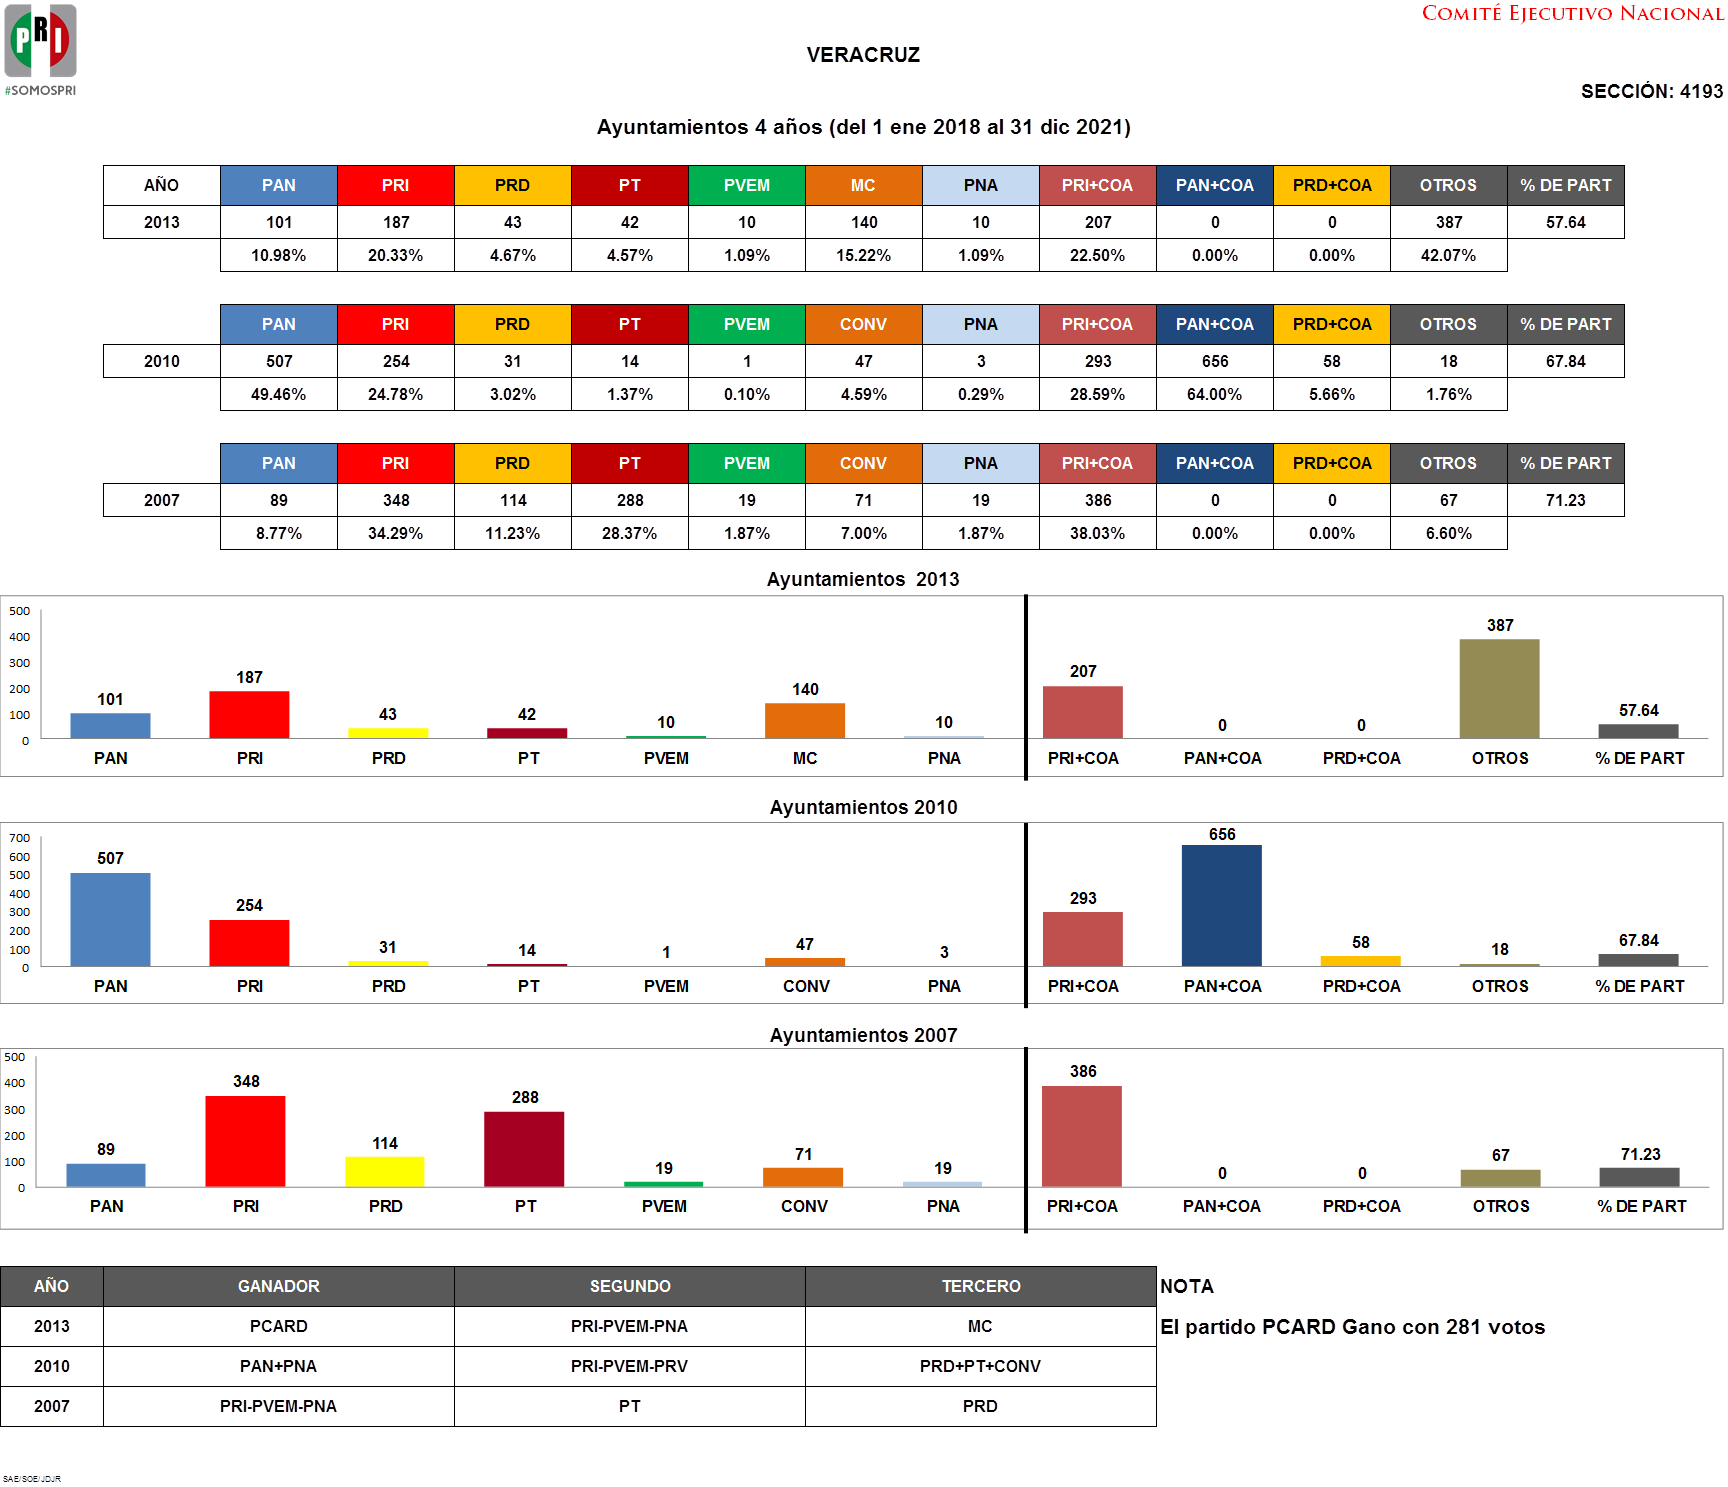 COMITÉ EJECUTIVO NACIONAL
PRI
#SOMOSPRI
VERACRUZ
SECCIÓN: 4193
Ayuntamientos 4 años (del 1 ene 2018 al 31 dic 2021)
AÑO PAN PRI PRD PT PVEM MC PNA PRI+COA PAN+COA PRD+COA OTROS % DE PART
2013 101 187 43 42 10 140 10 207 0 0 387 57.64
10.98% 20.33% 4.67% 4.57% 1.09% 15.22% 1.09% 22.50% 0.00% 0.00% 42.07%
PAN PRI PRD PT PVEM CONV PNA PRI+COA PAN+COA PRD+COA OTROS % DE PART
2010 507 254 31 14 1 47 3 293 656 58 18 67.84
49.46% 24.78% 3.02% 1.37% 0.10% 4.59% 0.29% 28.59% 64.00% 5.66% 1.76%
PAN PRI PRD PT PVEM CONV PNA PRI+COA PAN+COA PRD+COA OTROS % DE PART
2007 89 348 114 288 19 71 19 386 0 0 67 71.23
8.77% 34.29% 11.23% 28.37% 1.87% 7.00% 1.87% 38.03% 0.00% 0.00% 6.60%
Ayuntamientos 2013
500
400
300
200
100
0
101 187 43 42 10 140 10 207 0 0 387 57.64
PAN PRI PRD PT PVEM MC PNA PRI+COA PAN+COA PRD+COA OTROS % DE PART
Ayuntamientos 2010
700
600
500
400
300
200
100
0
507 254 31 14 1 47 3 293 656 58 18 67.84
PAN PRI PRD PT PVEM CONV PNA PRI+COA PAN+COA PRD+COA OTROS % DE PART
Ayuntamientos 2007
500
400
300
200
100
0
89 348 114 288 19 71 19 386 0 0 67 71.23
PAN PRI PRD PT PVEM CONV PNA PRI+COA PAN+COA PRD+COA OTROS % DE PART
AÑO GANADOR SEGUNDO TERCERO NOTA
2013 PCARD PRI-PVEM-PNA MC El partido PCARD Gano con 281 votos
2010 PAN+PNA PRI-PVEM-PRV PRD+PT+CONV
2007 PRI-PVEM-PNA PT PRD
SAE/SOE/JDJR